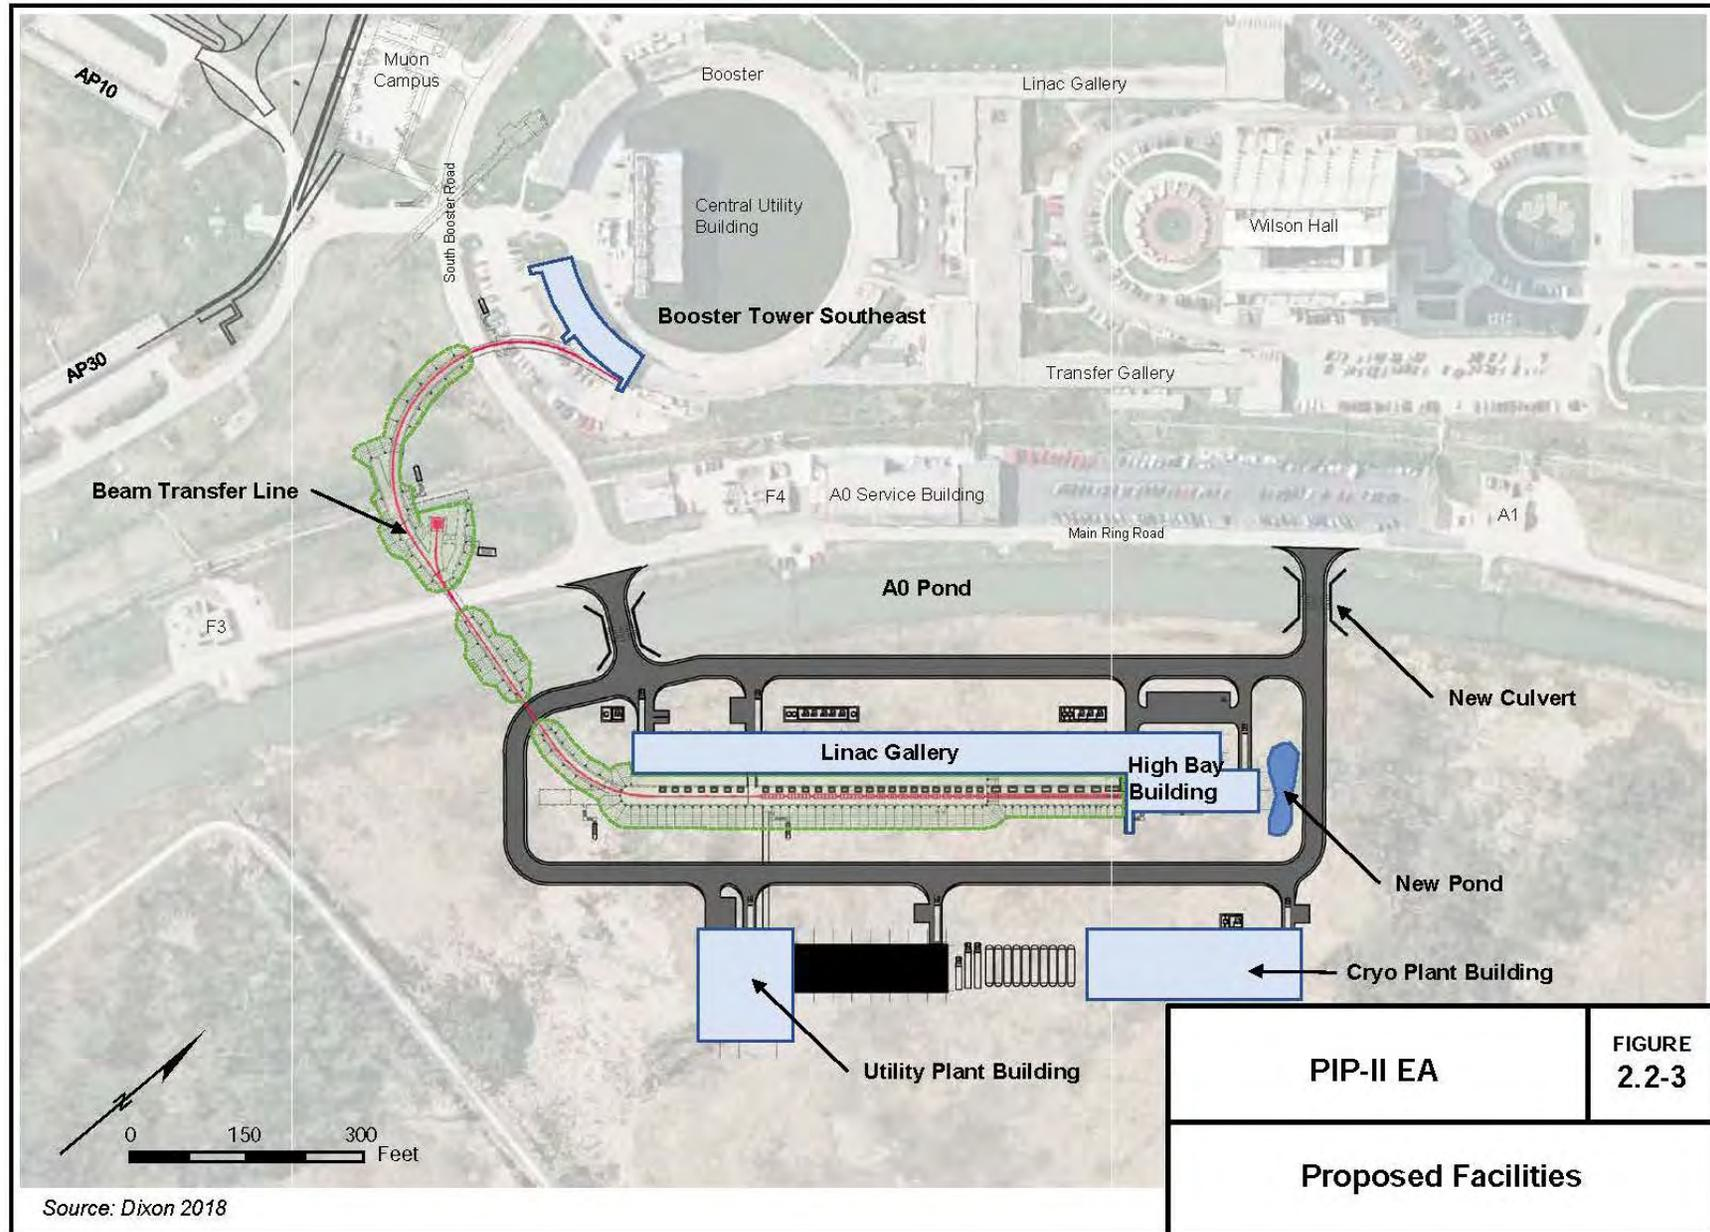 AP10
Muon
Campus
Booster
Linac Gallery
South Booster Road
Central Utility
Building
Wilson Hall
Booster Tower Southeast
AP30
Transfer Gallery
Beam Transfer Line
F4
A0 Service Building
A1
Main Ring Road
A0 Pond
F3
New Culvert
Linac Gallery
High Bay
Building
New Pond
Cryo Plant Building
Utility Plant Building
N
0 150 300
Feet
PIP-II EA
FIGURE
2.2-3
Proposed Facilities
Source: Dixon 2018